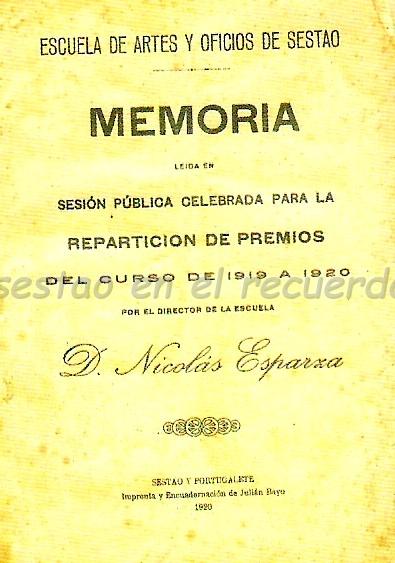 ESCUELA DE ARTES Y OFICIOS DE SESTAO
MEMORIA
LEIDA EN
SESIÓN PÚBLICA CELEBRADA PARA LA
REPARTICION DE PREMIOS
DEL CURSO DE 1919 A 1920
sestao en el recuerdo
POR EL DIRECTOR DE LA ESCUELA
D. Nicolás Esparza
SESTAO Y PORTUGALETE
Imprenta y Encuadernación de Julián Bayo
1920